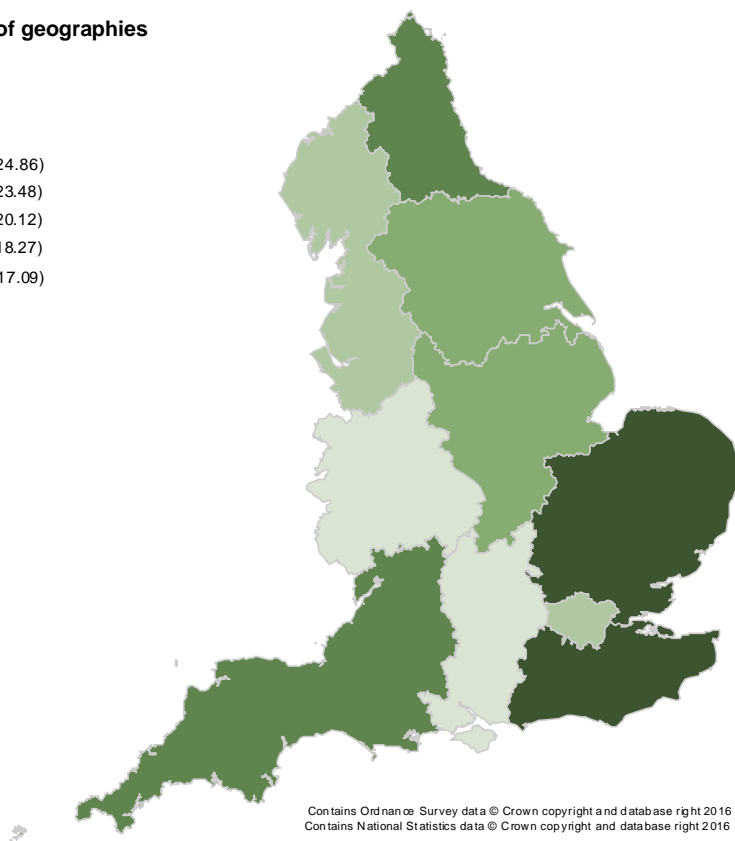 of geographies
24.86)
23.48)
20.12)
18.27)
17.09)
Contains Ordnance Survey data © Crown copyright and database right 2016
Contains National Statistics data © Crown copyright and database right 2016